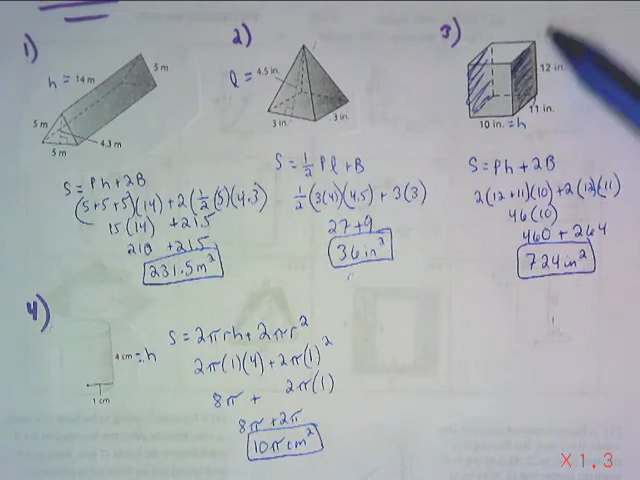 1)
h = 14 m
5 m
5 m
4.3 m
5 m
S = Ph + 2B
(5+5+5)(14) + 2(1/2(5)(4.3)
15(14) + 21.5
210 + 21.5
231.5 m²
2)
l = 4.5 in.
3 in.
3 in.
S = 1/2 Pl + B
1/2(3(4)(4.5) + 3(3)
27+9
3)
12 in.
11 in.
10 in. = h
S = Ph + 2B
2(12+11)(10) + 2(12)(11)
46(10)
460 + 264
724 in²
4)
4 cm = h
1 cm
S = 2πrh + 2πr²
2π(1)(4) + 2π(1)²
8π + 2π(1)
8π + 2π
10π cm²
X1.3